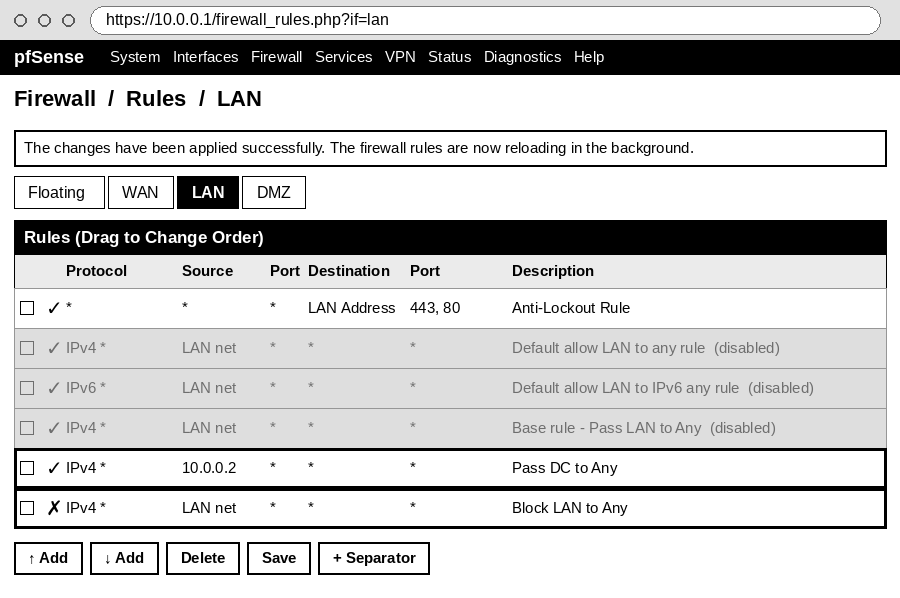 https://10.0.0.1/firewall_rules.php?if=lan
pfSense System Interfaces Firewall Services VPN Status Diagnostics Help
Firewall / Rules / LAN
The changes have been applied successfully. The firewall rules are now reloading in the background.
Floating WAN LAN DMZ
Rules (Drag to Change Order)
Protocol Source Port Destination Port Description
✓ * * * LAN Address 443, 80 Anti-Lockout Rule
✓ IPv4 * LAN net * * * Default allow LAN to any rule (disabled)
✓ IPv6 * LAN net * * * Default allow LAN to IPv6 any rule (disabled)
✓ IPv4 * LAN net * * * Base rule - Pass LAN to Any (disabled)
✓ IPv4 * 10.0.0.2 * * * Pass DC to Any
✗ IPv4 * LAN net * * * Block LAN to Any
↑ Add ↓ Add Delete Save + Separator